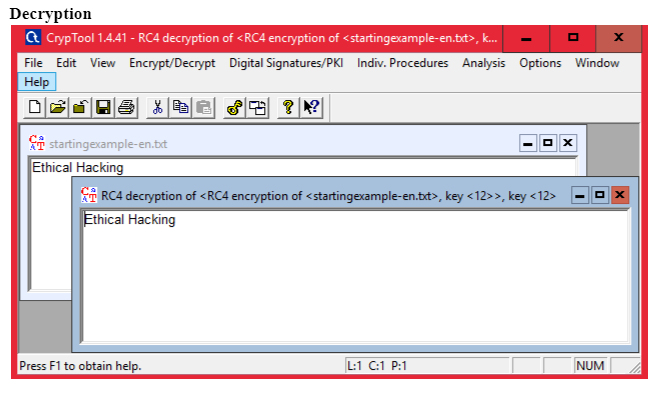 Decryption
CrypTool 1.4.41 - RC4 decryption of <RC4 encryption of <startingexample-en.txt>, k...
File Edit View Encrypt/Decrypt Digital Signatures/PKI Indiv. Procedures Analysis Options Window
Help
startingexample-en.txt
Ethical Hacking
RC4 decryption of <RC4 encryption of <startingexample-en.txt>, key <12>>, key <12>
Ethical Hacking
Press F1 to obtain help. L:1 C:1 P:1 NUM